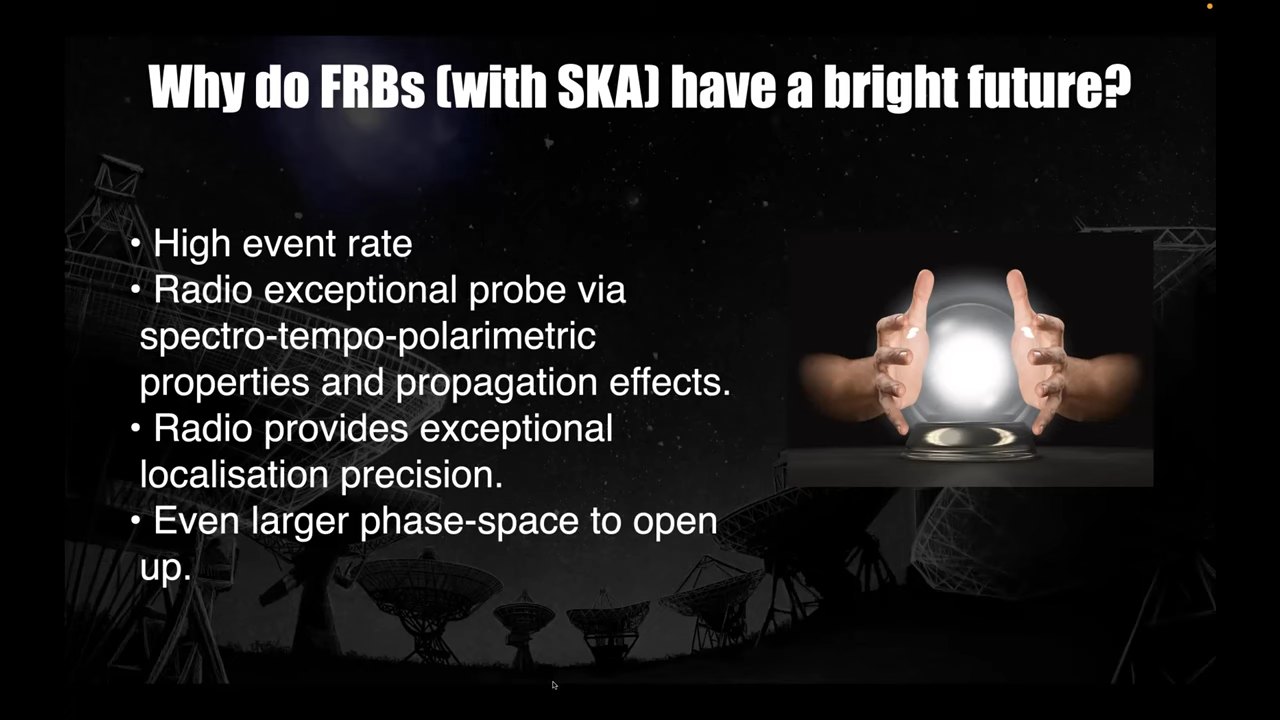 Why do FRBs (with SKA) have a bright future?
• High event rate
• Radio exceptional probe via
spectro-tempo-polarimetric
properties and propagation effects.
• Radio provides exceptional
localisation precision.
• Even larger phase-space to open
up.